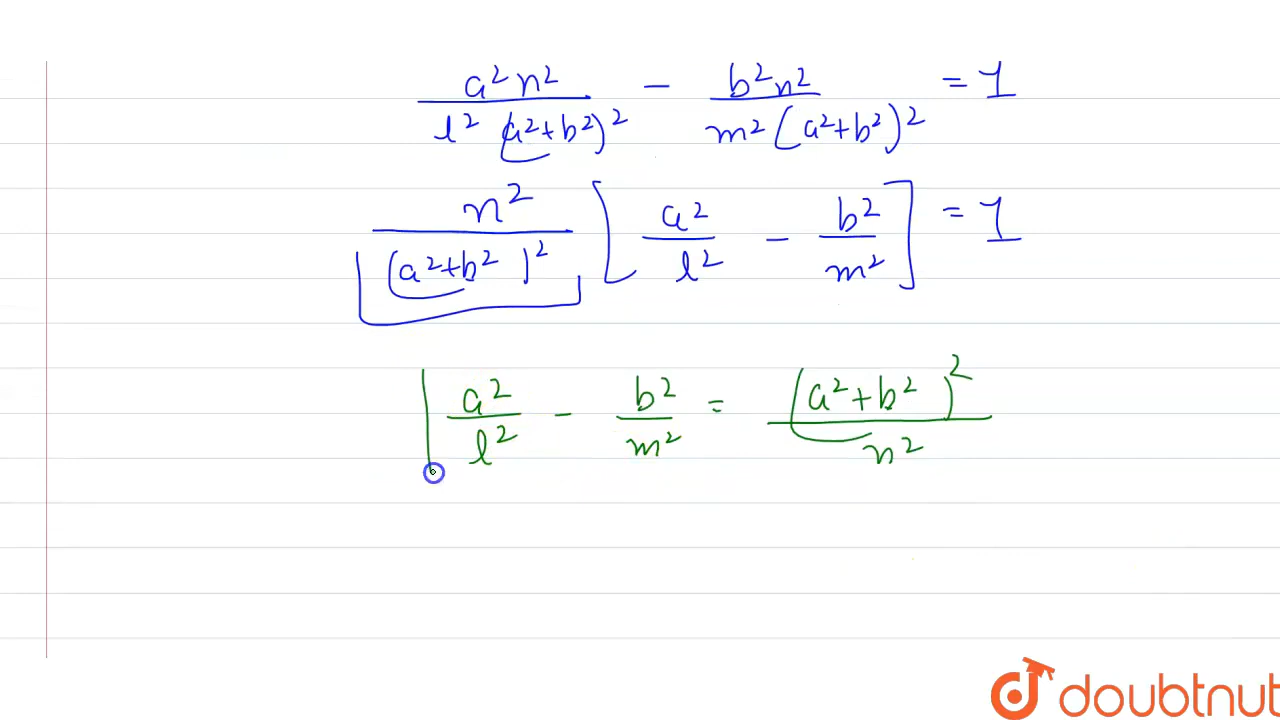 a²n² / l²(a²+b²)² − b²n² / m²(a²+b²)² = 1
n² / (a²+b²)² [ a² / l² − b² / m² ] = 1
a² / l² − b² / m² = (a²+b²)² / n²
doubtnut